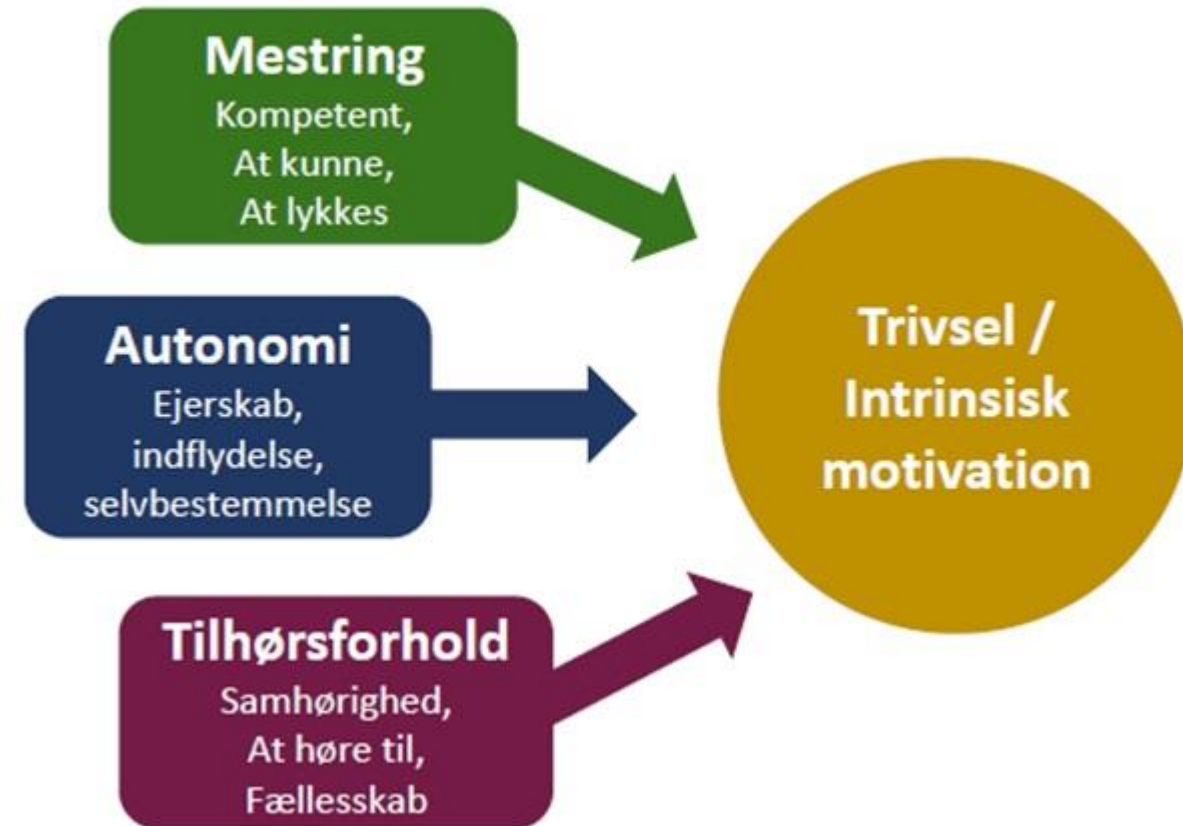 Mestring
Kompetent,
At kunne,
At lykkes
Autonomi
Ejerskab,
indflydelse,
selvbestemmelse
Tilhørsforhold
Samhørighed,
At høre til,
Fællesskab
Trivsel /
Intrinsisk
motivation